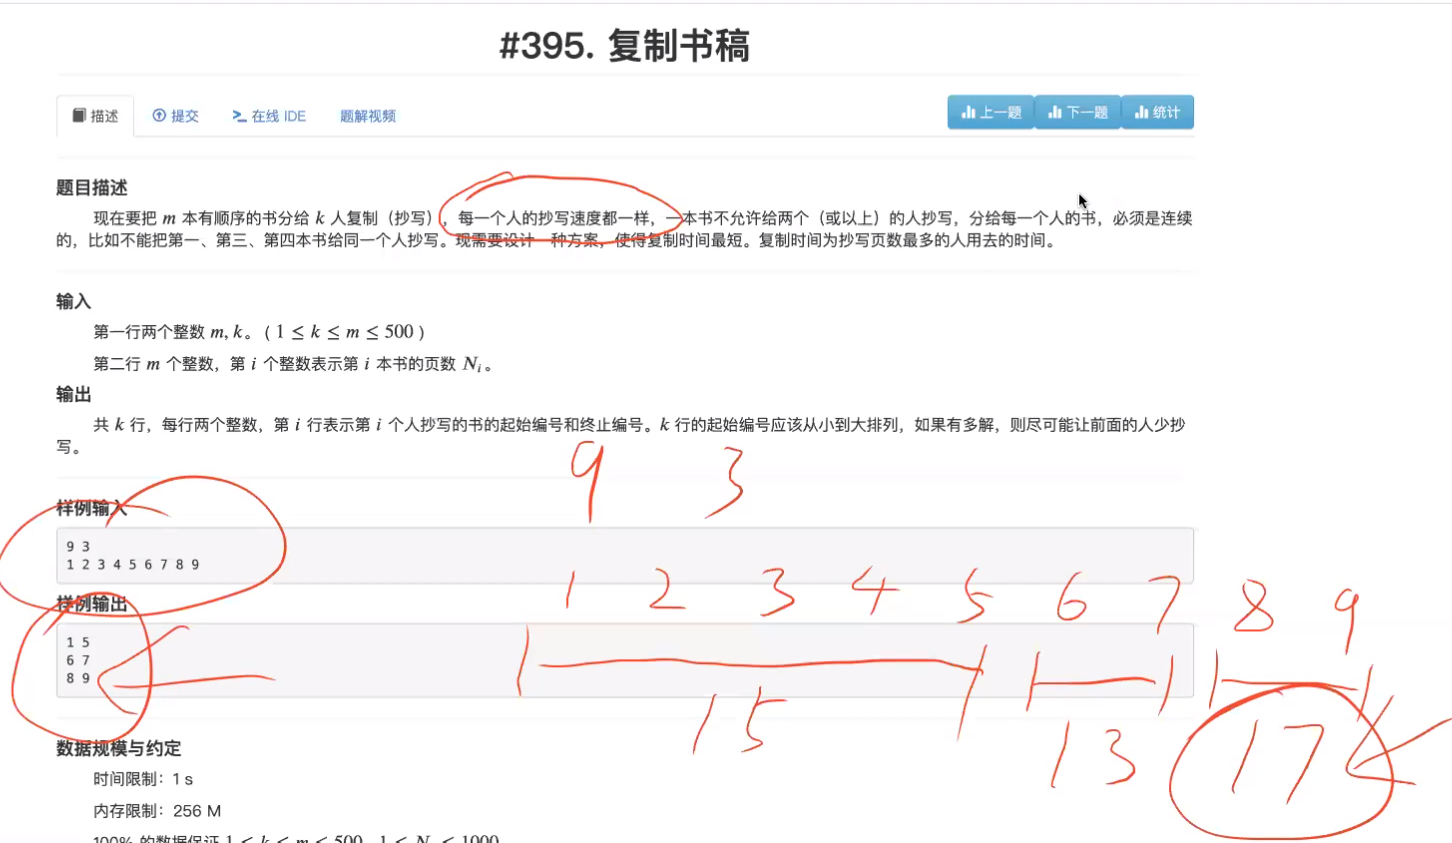 #395. 复制书稿
描述 提交 在线 IDE 题解视频 上一题 下一题 统计
题目描述
现在要把 m 本有顺序的书分给 k 人复制（抄写），每一个人的抄写速度都一样，一本书不允许给两个（或以上）的人抄写，分给每一个人的书，必须是连续
的，比如不能把第一、第三、第四本书给同一个人抄写。现需要设计一种方案，使得复制时间最短。复制时间为抄写页数最多的人用去的时间。
输入
第一行两个整数 m, k。 ( 1 ≤ k ≤ m ≤ 500 )
第二行 m 个整数，第 i 个整数表示第 i 本书的页数 Nᵢ 。
输出
共 k 行，每行两个整数，第 i 行表示第 i 个人抄写的书的起始编号和终止编号。k 行的起始编号应该从小到大排列，如果有多解，则尽可能让前面的人少抄
写。
9 3
样例输入
9 3
1 2 3 4 5 6 7 8 9
1 2 3 4 5 6 7 8 9
样例输出
1 5
6 7
8 9
15 13 17
数据规模与约定
时间限制：1 s
内存限制：256 M
100% 的数据保证 1 ≤ k ≤ m ≤ 500，1 ≤ Nᵢ ≤ 1000